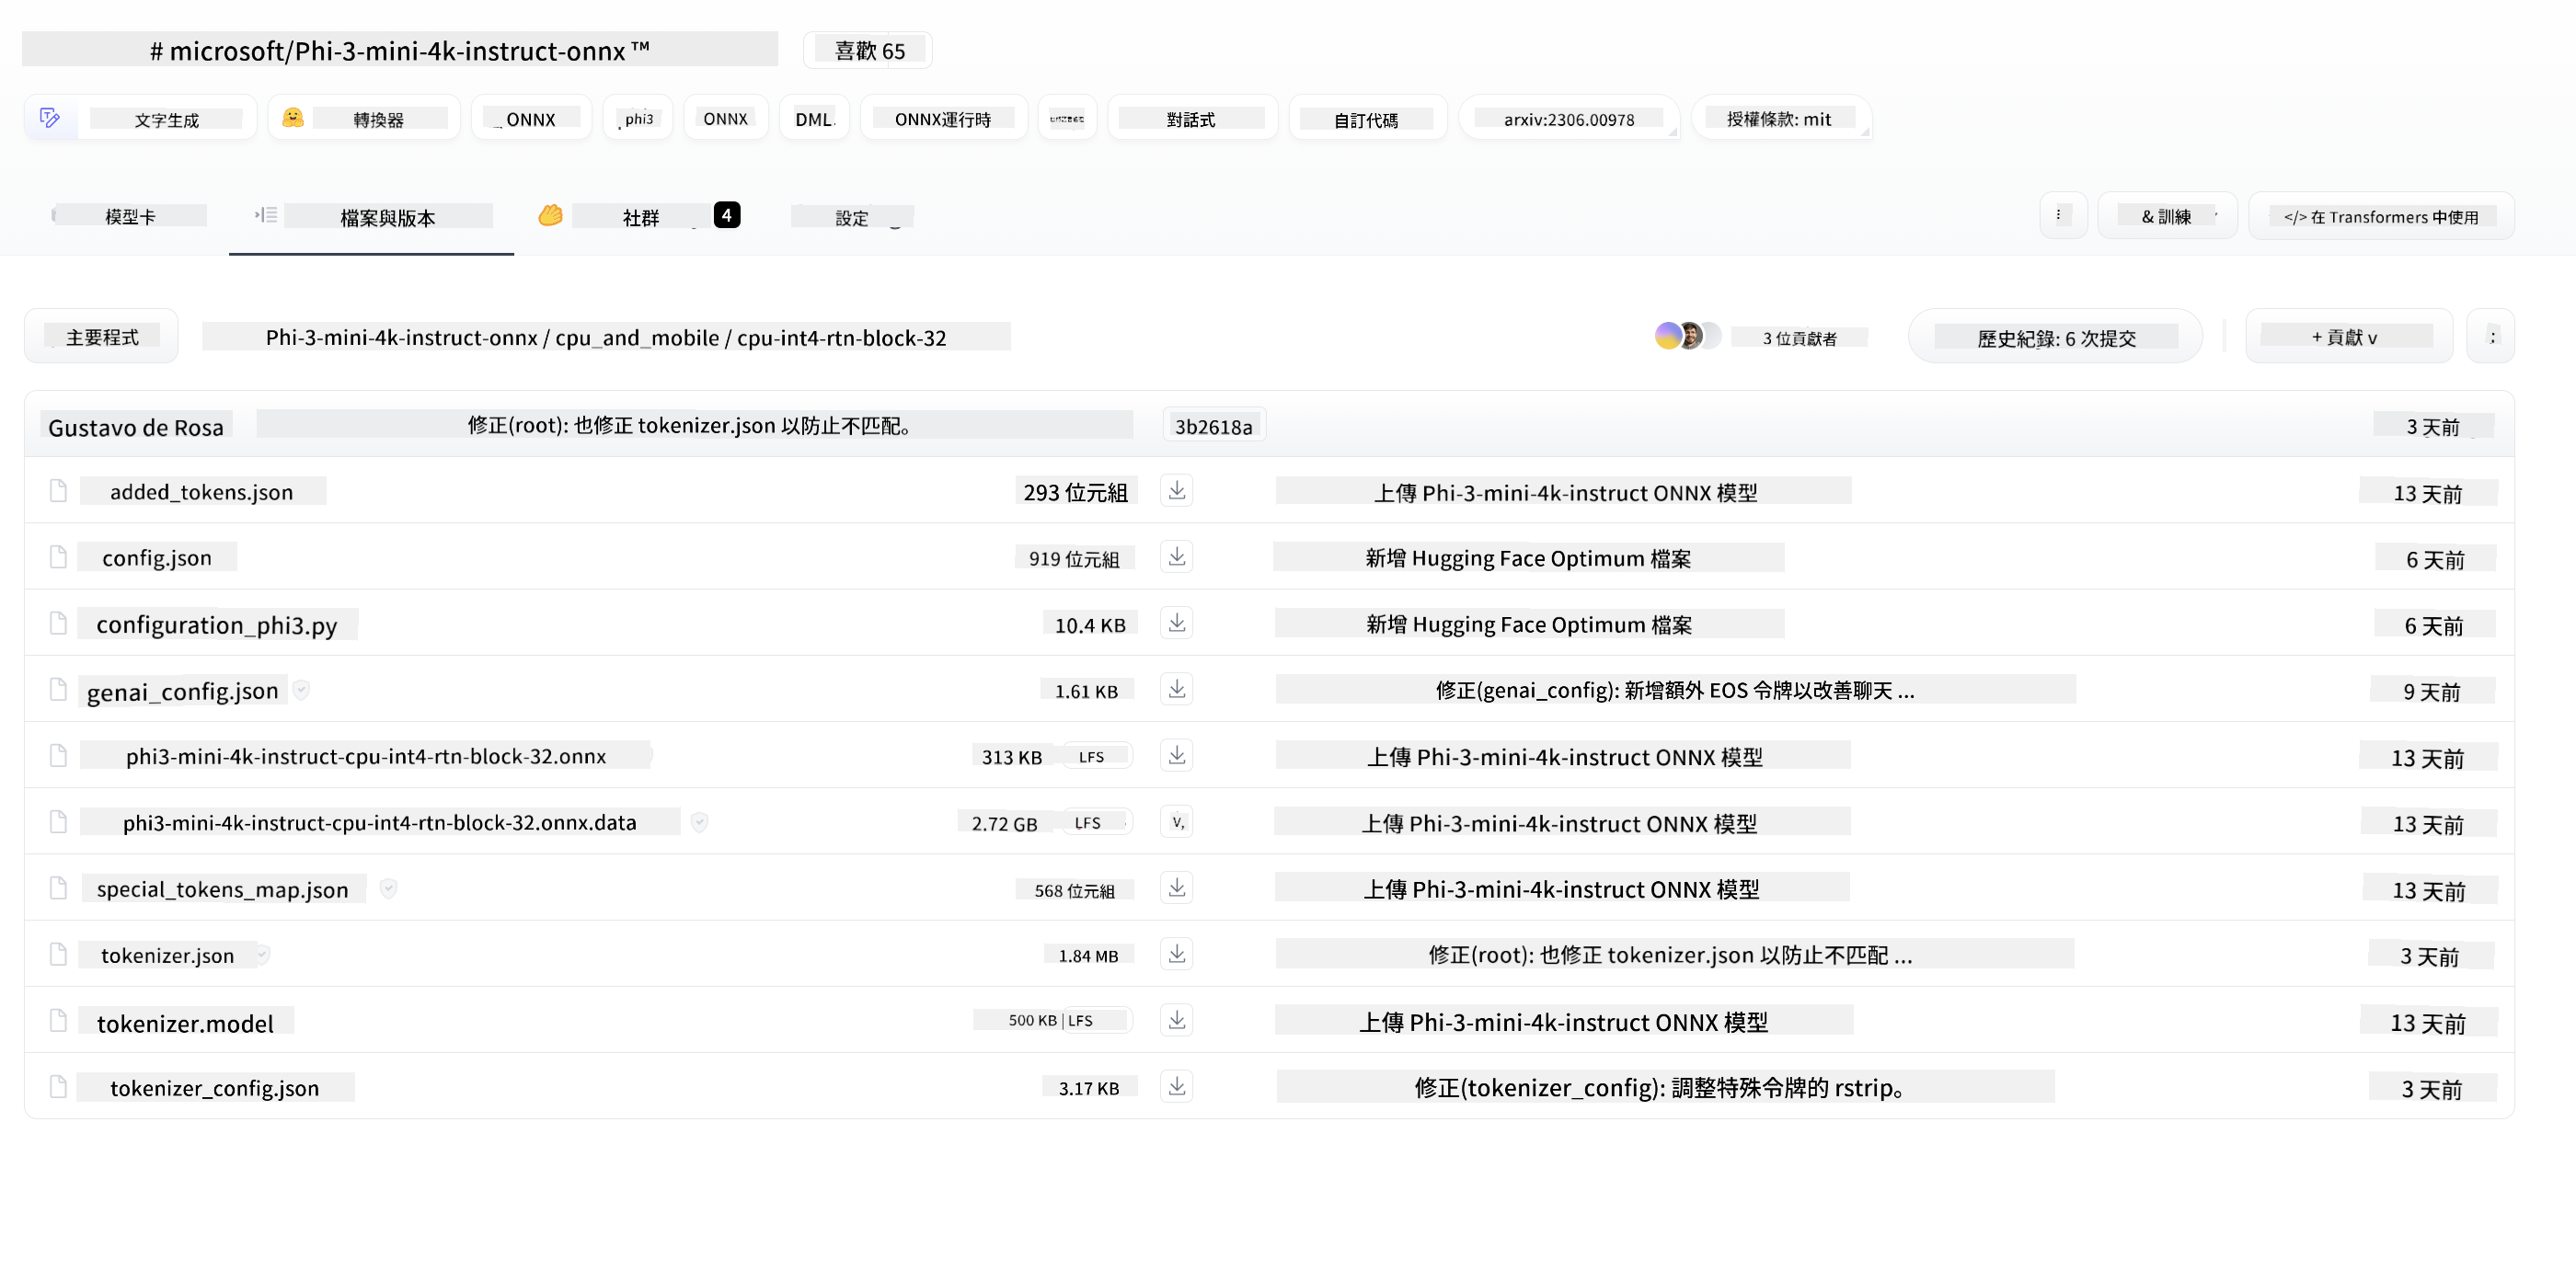 # microsoft/Phi-3-mini-4k-instruct-onnx ™ 喜歡 65
文字生成 轉換器 ONNX phi3 ONNX DML ONNX運行時 對話式 自訂代碼 arxiv:2306.00978 授權條款: mit
模型卡 檔案與版本 社群 4 設定 ⋮ & 訓練 </> 在 Transformers 中使用
主要程式 Phi-3-mini-4k-instruct-onnx / cpu_and_mobile / cpu-int4-rtn-block-32 3 位貢獻者 歷史紀錄: 6 次提交 + 貢獻 v :
Gustavo de Rosa 修正(root): 也修正 tokenizer.json 以防止不匹配。 3b2618a 3 天前
added_tokens.json 293 位元組 上傳 Phi-3-mini-4k-instruct ONNX 模型 13 天前
config.json 919 位元組 新增 Hugging Face Optimum 檔案 6 天前
configuration_phi3.py 10.4 KB 新增 Hugging Face Optimum 檔案 6 天前
genai_config.json 1.61 KB 修正(genai_config): 新增額外 EOS 令牌以改善聊天 ... 9 天前
phi3-mini-4k-instruct-cpu-int4-rtn-block-32.onnx 313 KB LFS 上傳 Phi-3-mini-4k-instruct ONNX 模型 13 天前
phi3-mini-4k-instruct-cpu-int4-rtn-block-32.onnx.data 2.72 GB LFS V, 上傳 Phi-3-mini-4k-instruct ONNX 模型 13 天前
special_tokens_map.json 568 位元組 上傳 Phi-3-mini-4k-instruct ONNX 模型 13 天前
tokenizer.json 1.84 MB 修正(root): 也修正 tokenizer.json 以防止不匹配 ... 3 天前
tokenizer.model 500 KB | LFS 上傳 Phi-3-mini-4k-instruct ONNX 模型 13 天前
tokenizer_config.json 3.17 KB 修正(tokenizer_config): 調整特殊令牌的 rstrip。 3 天前